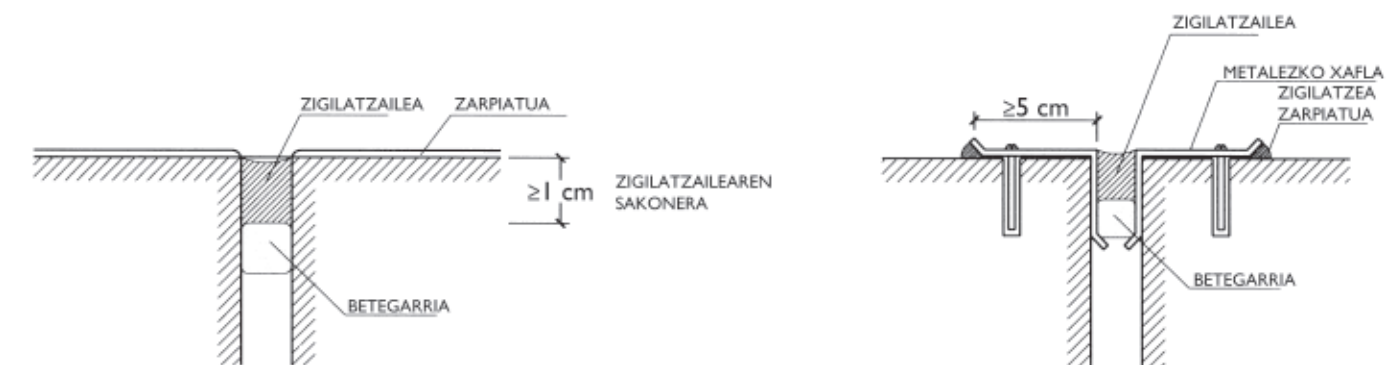 ZIGILATZAILEA
ZARPIATUA
≥1 cm
ZIGILATZAILEAREN
SAKONERA
BETEGARRIA
ZIGILATZAILEA
METALEZKO XAFLA
ZIGILATZEA
ZARPIATUA
≥5 cm
BETEGARRIA